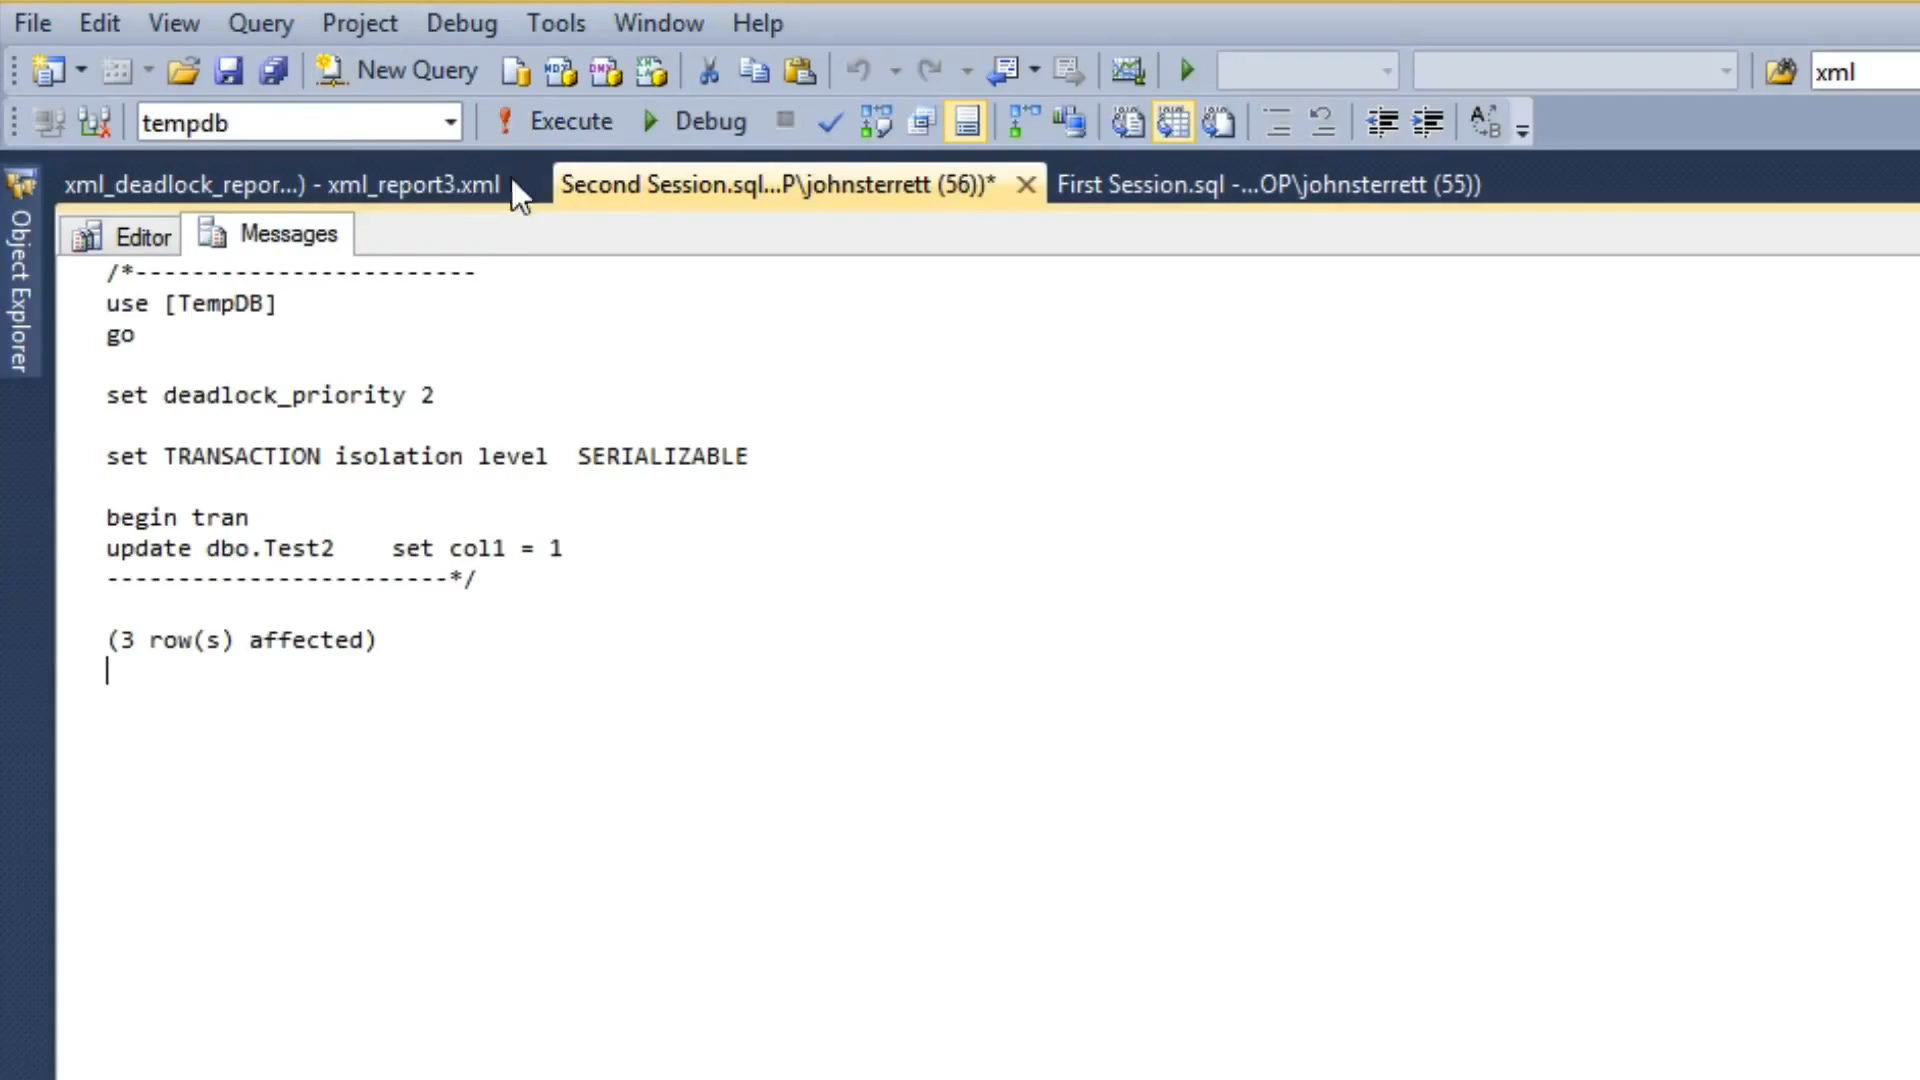 File Edit View Query Project Debug Tools Window Help
New Query xml
tempdb Execute Debug
xml_deadlock_repor...) - xml_report3.xml Second Session.sql...P\johnsterrett (56))* First Session.sql -...OP\johnsterrett (55))
Object Explorer
Editor Messages
/*------------------------
use [TempDB]
go
set deadlock_priority 2
set TRANSACTION isolation level  SERIALIZABLE
begin tran
update dbo.Test2    set col1 = 1
------------------------*/
(3 row(s) affected)